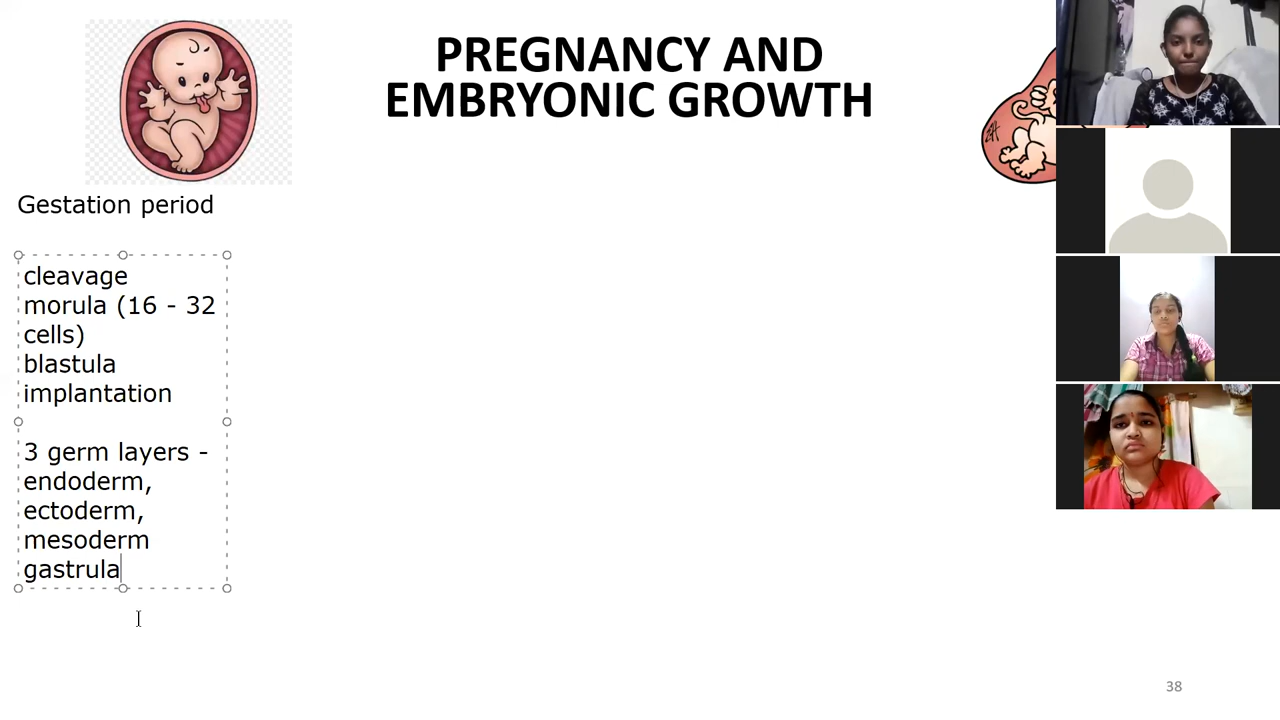 PREGNANCY AND
EMBRYONIC GROWTH
Gestation period
cleavage
morula (16 - 32
cells)
blastula
implantation
3 germ layers -
endoderm,
ectoderm,
mesoderm
gastrula
38